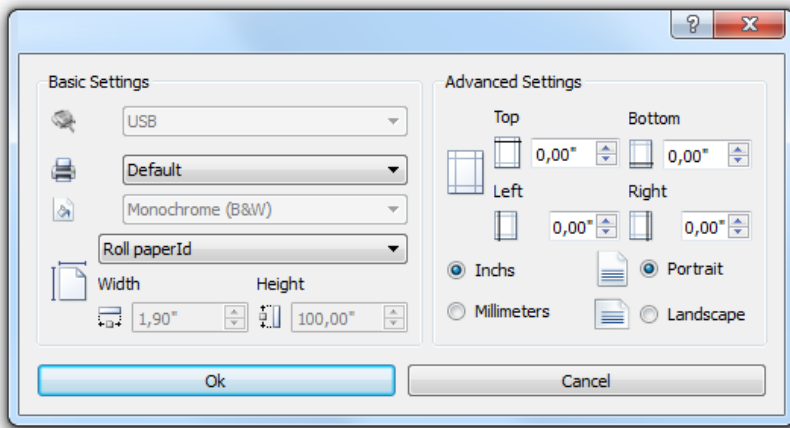 Basic Settings
USB
Default
Monochrome (B&W)
Roll paperId
Width Height
1,90" 100,00"
Advanced Settings
Top Bottom
0,00" 0,00"
Left Right
0,00" 0,00"
Inchs Portrait
Millimeters Landscape
Ok Cancel